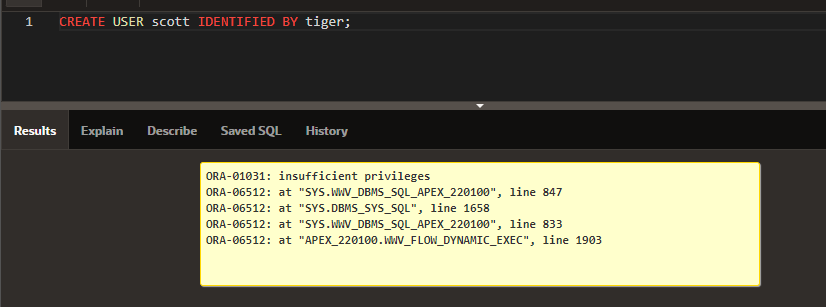 1 CREATE USER scott IDENTIFIED BY tiger;
Results Explain Describe Saved SQL History
ORA-01031: insufficient privileges
ORA-06512: at "SYS.WWV_DBMS_SQL_APEX_220100", line 847
ORA-06512: at "SYS.DBMS_SYS_SQL", line 1658
ORA-06512: at "SYS.WWV_DBMS_SQL_APEX_220100", line 833
ORA-06512: at "APEX_220100.WWV_FLOW_DYNAMIC_EXEC", line 1903